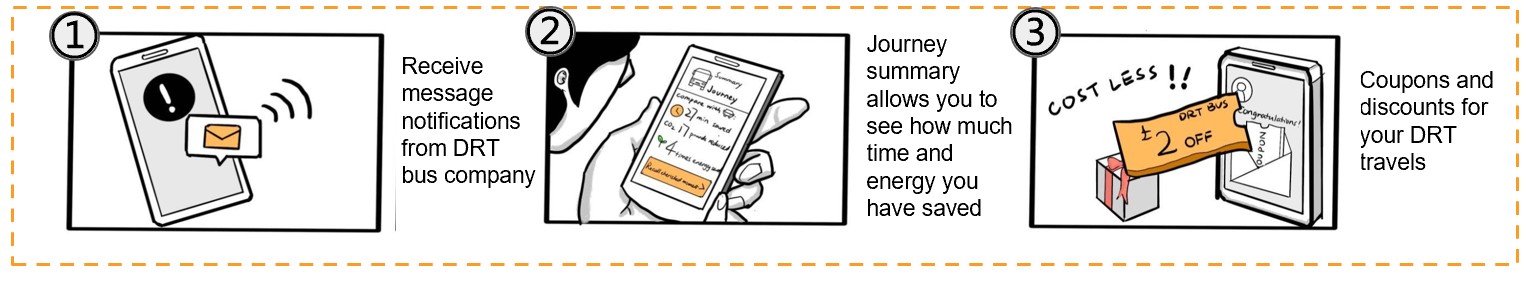 1
Receive
message
notifications
from DRT
bus company
2
Summary
Journey
compare with
27 min saved
CO₂ 17 pounds reduced
4 times energy
Journey
summary
allows you to
see how much
time and
energy you
have saved
3
COST LESS !!
DRT BUS
£2 OFF
Congratulations!
Coupons and
discounts for
your DRT
travels